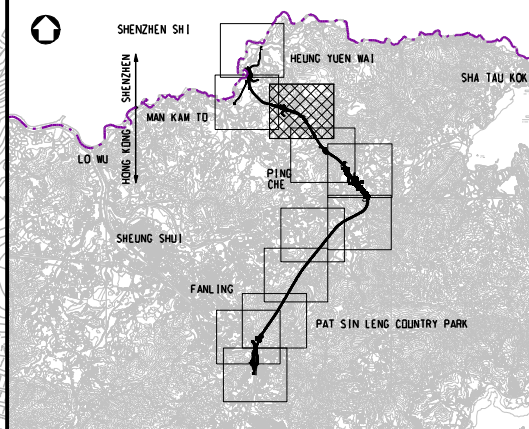 SHENZHEN SHI
HEUNG YUEN WAI
SHA TAU KOK
SHENZHEN
HONG KONG
MAN KAM TO
LO WU
PING
CHE
SHEUNG SHUI
FANLING
PAT SIN LENG COUNTRY PARK